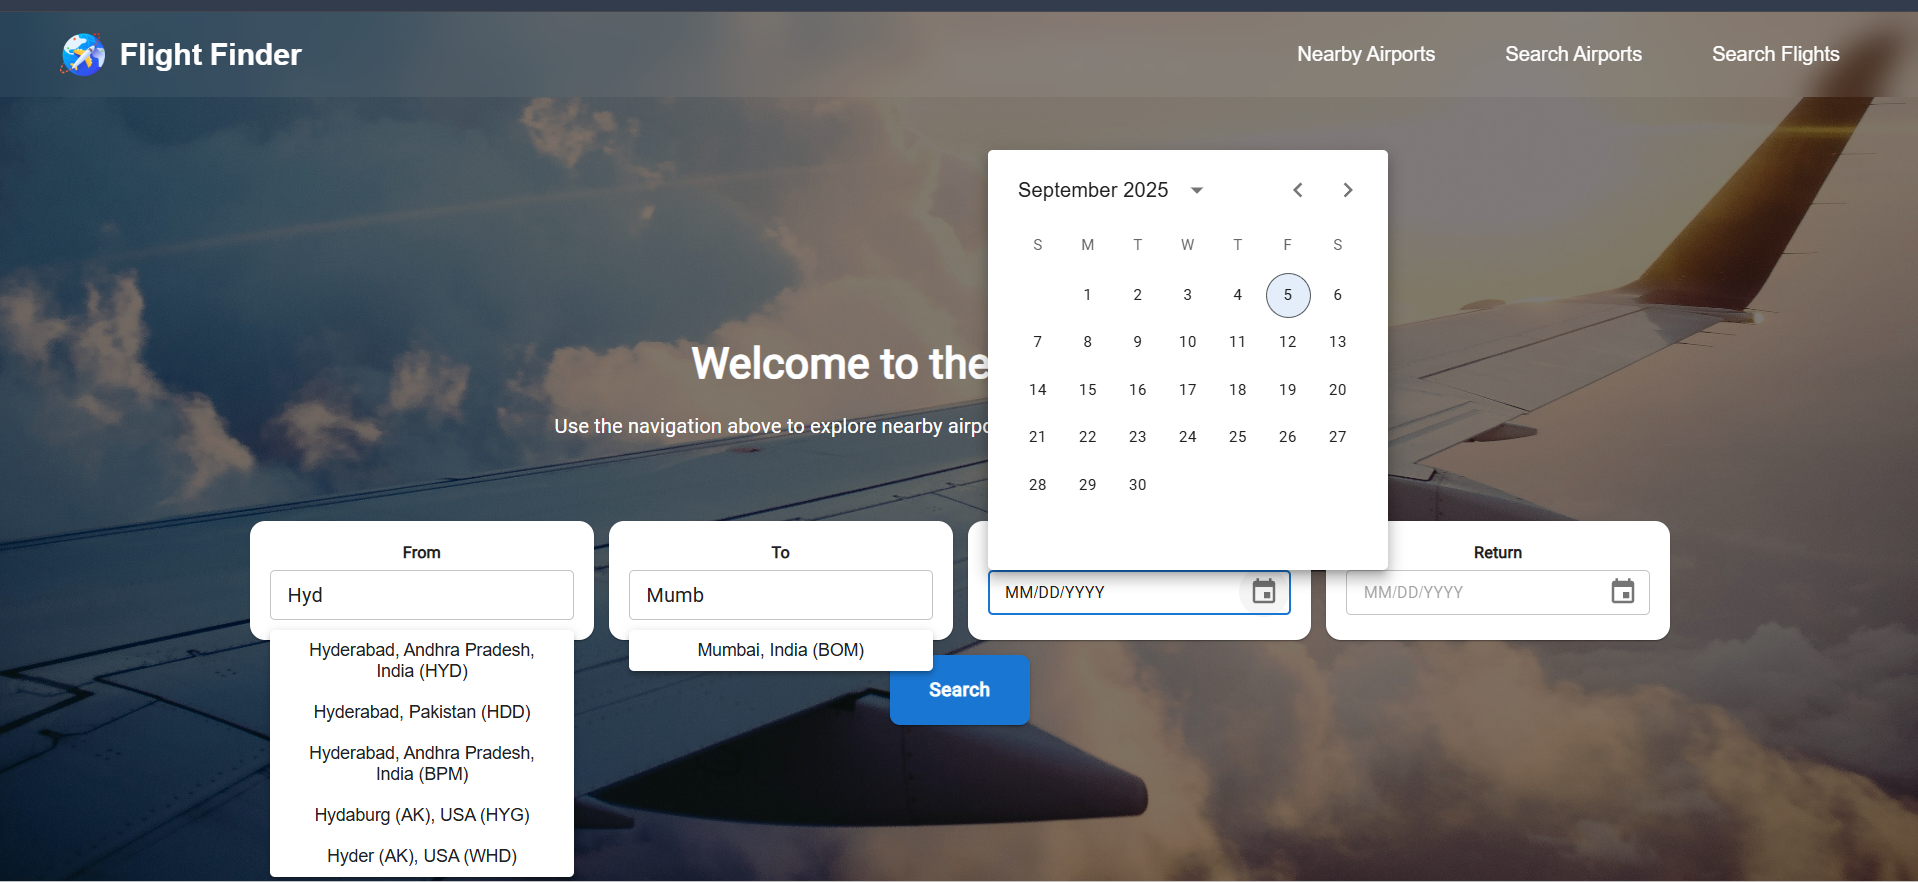 Flight Finder
Nearby Airports
Search Airports
Search Flights
September 2025
S M T W T F S
1 2 3 4 5 6
7 8 9 10 11 12 13
14 15 16 17 18 19 20
21 22 23 24 25 26 27
28 29 30
Welcome to the
Use the navigation above to explore nearby airpo
From
Hyd
Hyderabad, Andhra Pradesh,
India (HYD)
Hyderabad, Pakistan (HDD)
Hyderabad, Andhra Pradesh,
India (BPM)
Hydaburg (AK), USA (HYG)
Hyder (AK), USA (WHD)
To
Mumb
Mumbai, India (BOM)
MM/DD/YYYY
Return
MM/DD/YYYY
Search